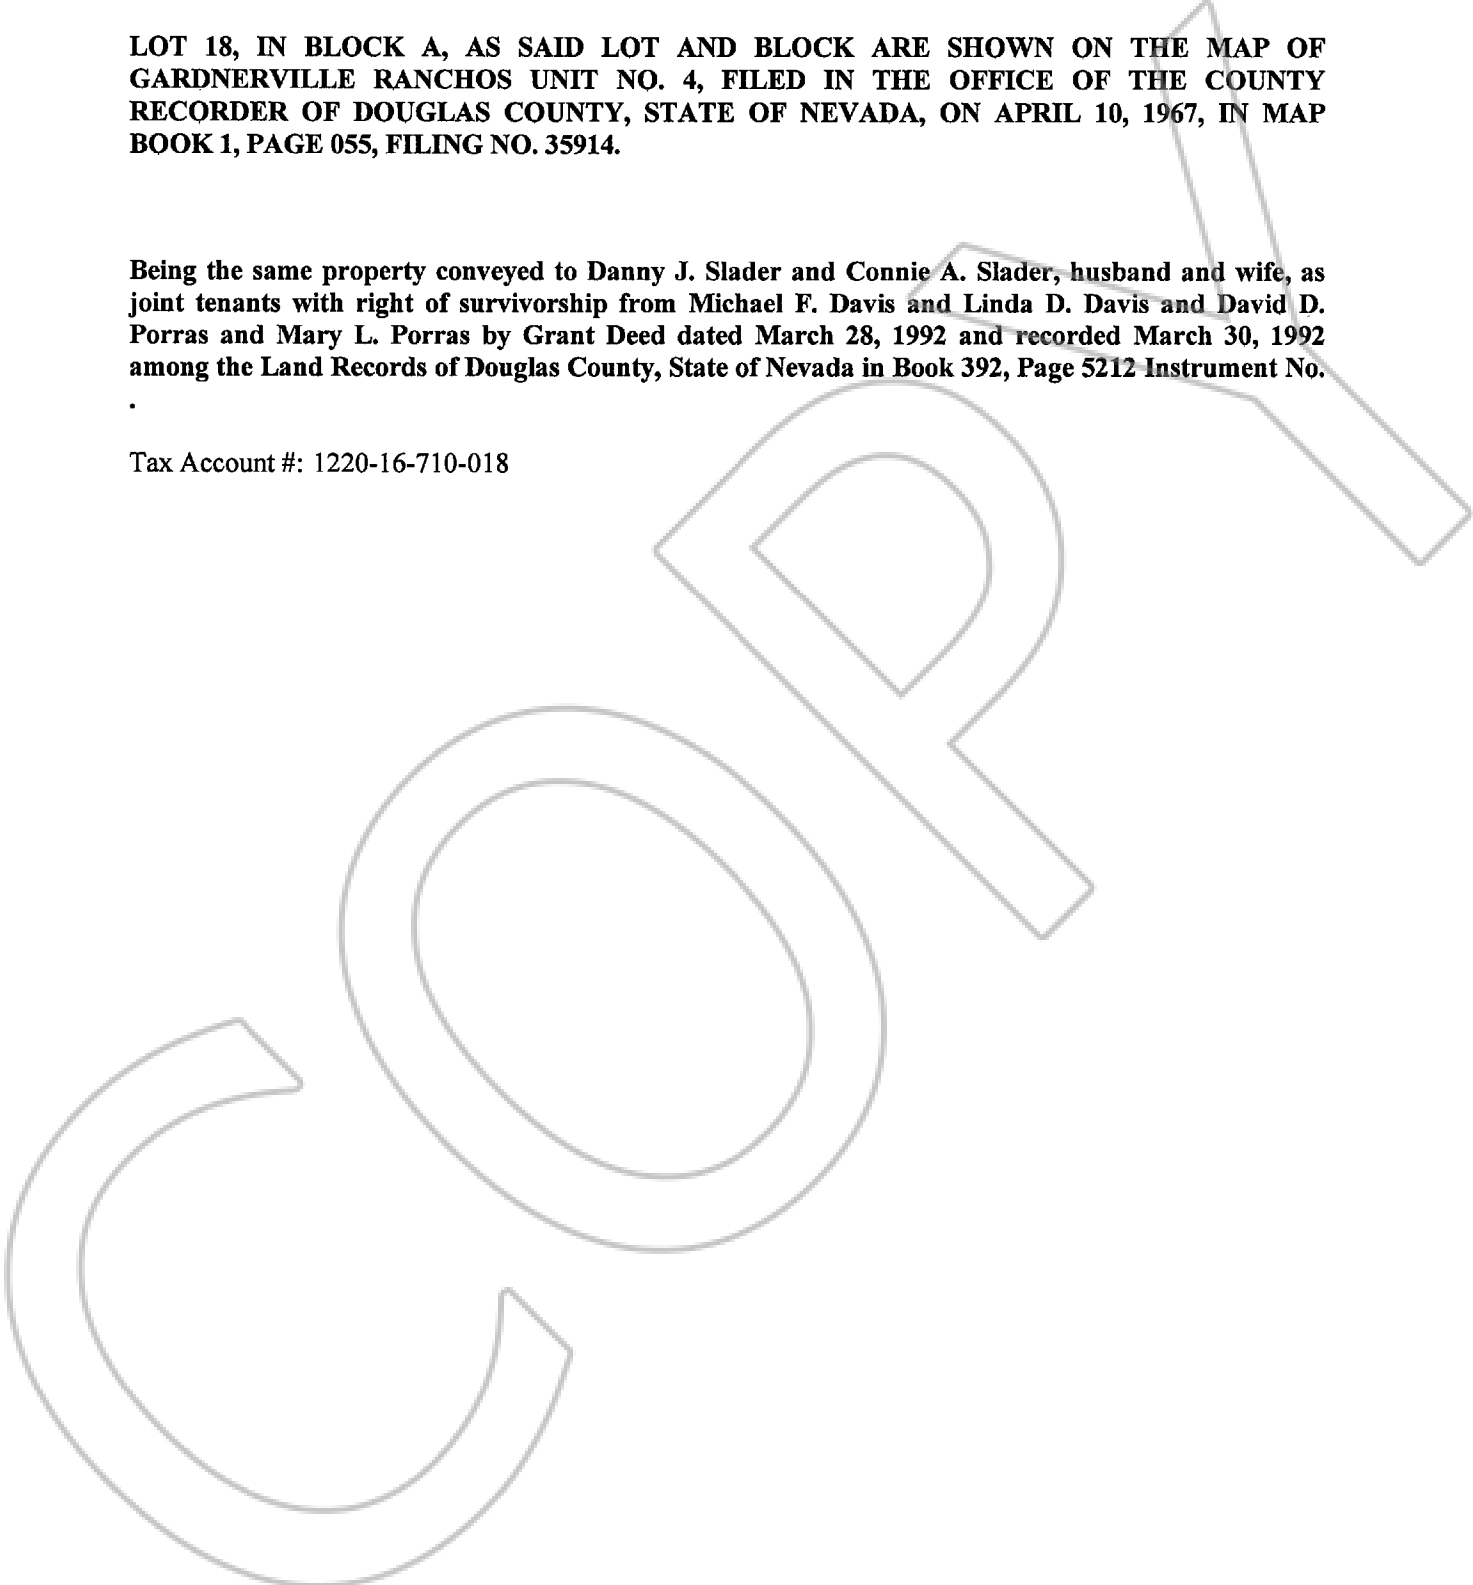 LOT 18, IN BLOCK A, AS SAID LOT AND BLOCK ARE SHOWN ON THE MAP OF
GARDNERVILLE RANCHOS UNIT NO. 4, FILED IN THE OFFICE OF THE COUNTY
RECORDER OF DOUGLAS COUNTY, STATE OF NEVADA, ON APRIL 10, 1967, IN MAP
BOOK 1, PAGE 055, FILING NO. 35914.
Being the same property conveyed to Danny J. Slader and Connie A. Slader, husband and wife, as
joint tenants with right of survivorship from Michael F. Davis and Linda D. Davis and David D.
Porras and Mary L. Porras by Grant Deed dated March 28, 1992 and recorded March 30, 1992
among the Land Records of Douglas County, State of Nevada in Book 392, Page 5212 Instrument No.
.
Tax Account #: 1220-16-710-018
COPY